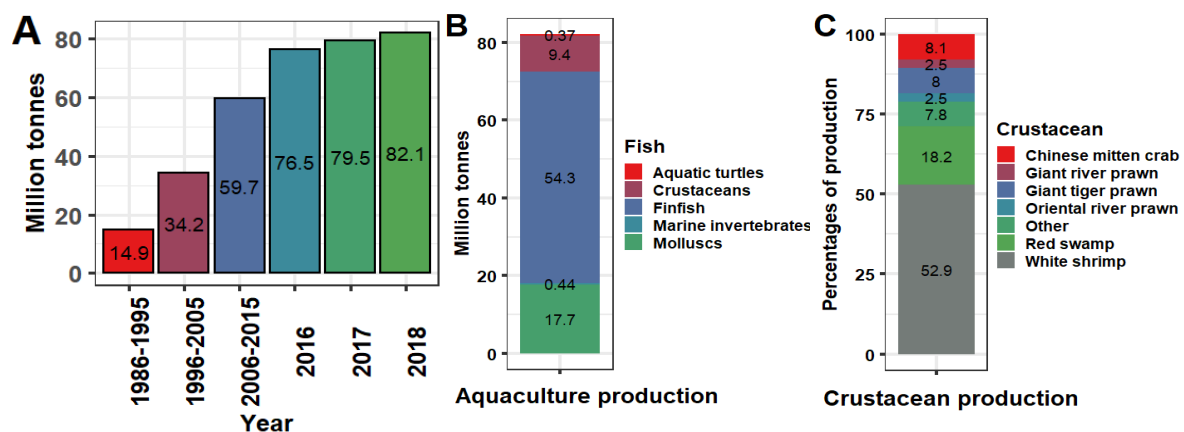 A
Million tonnes
80
60
40
20
0
14.9
34.2
59.7
76.5
79.5
82.1
1986-1995
1996-2005
2006-2015
2016
2017
2018
Year
B
Million tonnes
80
60
40
20
0
0.37
9.4
54.3
0.44
17.7
Aquaculture production
Fish
Aquatic turtles
Crustaceans
Finfish
Marine invertebrates
Molluscs
C
Percentages of production
100
75
50
25
0
8.1
2.5
8
2.5
7.8
18.2
52.9
Crustacean production
Crustacean
Chinese mitten crab
Giant river prawn
Giant tiger prawn
Oriental river prawn
Other
Red swamp
White shrimp